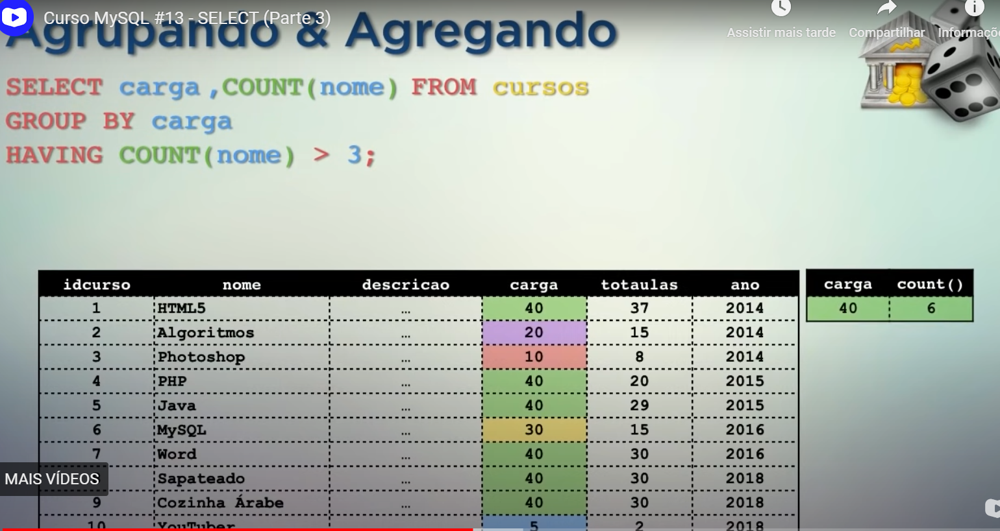 Curso MySQL #13 - SELECT (Parte 3)
Assistir mais tarde Compartilhar Informaçõe
Agrupando & Agregando
SELECT carga ,COUNT(nome) FROM cursos
GROUP BY carga
HAVING COUNT(nome) > 3;
idcurso nome descricao carga totaulas ano
1 HTML5 ... 40 37 2014
2 Algoritmos ... 20 15 2014
3 Photoshop ... 10 8 2014
4 PHP ... 40 20 2015
5 Java ... 40 29 2015
6 MySQL ... 30 15 2016
7 Word ... 40 30 2016
Sapateado ... 40 30 2018
9 Cozinha Árabe ... 40 30 2018
10 YouTuber 5 2 2018
carga count()
40 6
MAIS VÍDEOS